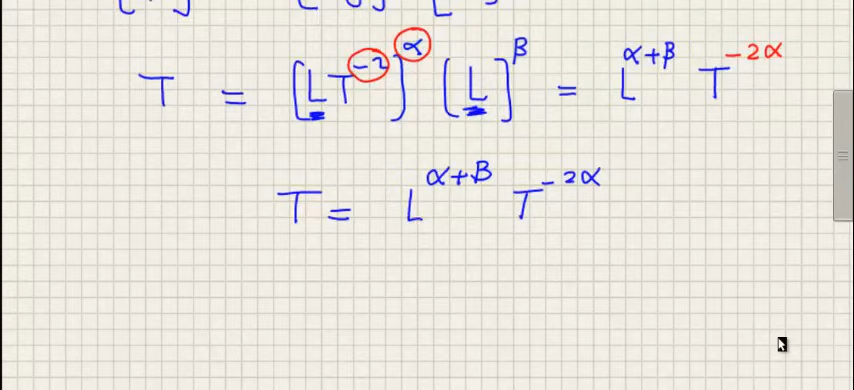 T = [LT⁻²]^α [L]^β = L^α+β T^-2α
T = L^α+β T^-2α